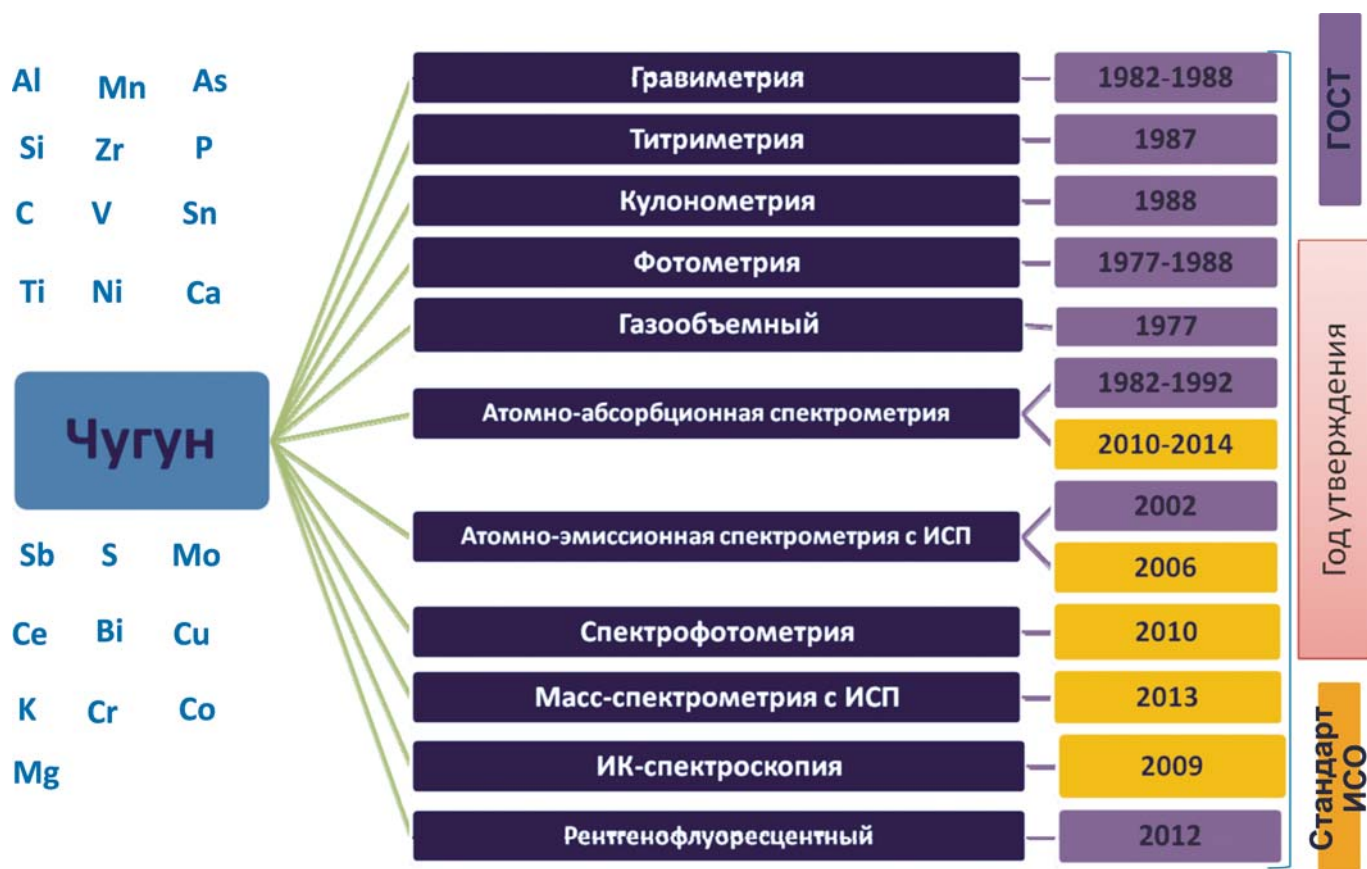 Al Mn As
Si Zr P
C V Sn
Ti Ni Ca
Чугун
Sb S Mo
Ce Bi Cu
K Cr Co
Mg
Гравиметрия
1982-1988
Титриметрия
1987
Кулонометрия
1988
Фотометрия
1977-1988
Газообъемный
1977
Атомно-абсорбционная спектрометрия
1982-1992
2010-2014
Атомно-эмиссионная спектрометрия с ИСП
2002
2006
Спектрофотометрия
2010
Масс-спектрометрия с ИСП
2013
ИК-спектроскопия
2009
Рентгенофлуоресцентный
2012
ГОСТ
Год утверждения
Стандарт
ИСО